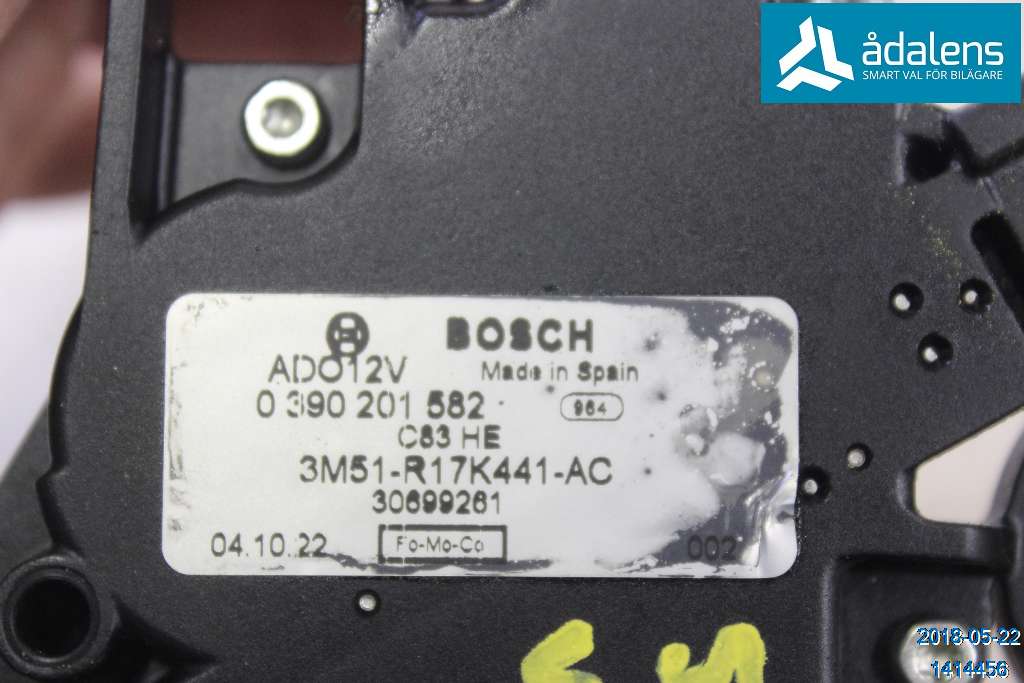 ådalens
SMART VAL FÖR BILÄGARE
BOSCH
ADO12V
Made in Spain
0 390 201 582
964
C83 HE
3M51-R17K441-AC
30699261
04.10.22
Fo-Mo-Co
002
2018-05-22
1414456